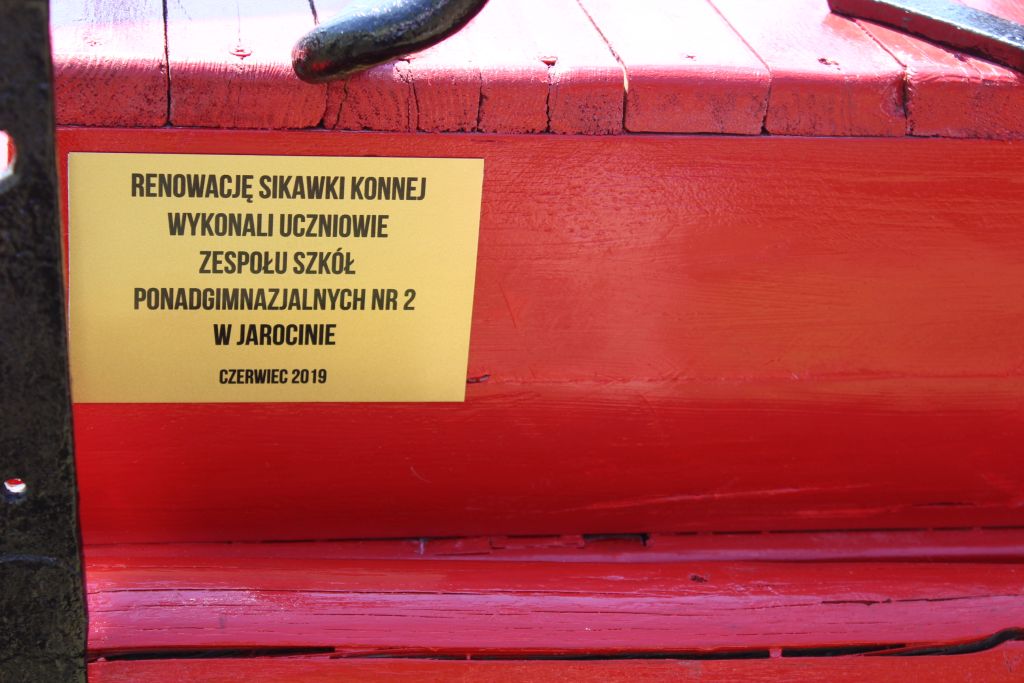 RENOWACJĘ SIKAWKI KONNEJ
WYKONALI UCZNIOWIE
ZESPOŁU SZKÓŁ
PONADGIMNAZJALNYCH NR 2
W JAROCINIE
CZERWIEC 2019